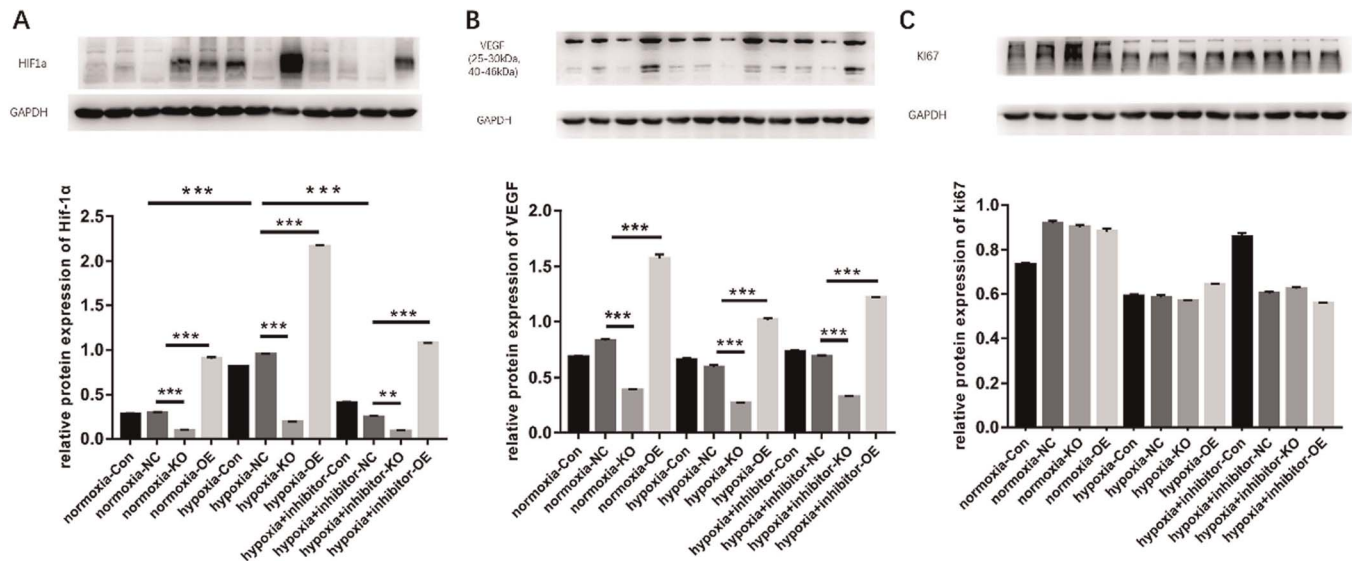 A
HIF1a
GAPDH
relative protein expression of Hif-1α
2.5
2.0
1.5
1.0
0.5
0.0
***
***
***
***
***
***
***
**
normoxia-Con
normoxia-NC
normoxia-KO
normoxia-OE
hypoxia-Con
hypoxia-NC
hypoxia-KO
hypoxia-OE
hypoxia+inhibitor-Con
hypoxia+inhibitor-NC
hypoxia+inhibitor-KO
hypoxia+inhibitor-OE
B
VEGF
(25-30kDa,
40-46kDa)
GAPDH
relative protein expression of VEGF
2.0
1.5
1.0
0.5
0.0
***
***
***
***
***
***
normoxia-Con
normoxia-NC
normoxia-KO
normoxia-OE
hypoxia-Con
hypoxia-NC
hypoxia-KO
hypoxia-OE
hypoxia+inhibitor-Con
hypoxia+inhibitor-NC
hypoxia+inhibitor-KO
hypoxia+inhibitor-OE
C
KI67
GAPDH
relative protein expression of ki67
1.0
0.8
0.6
0.4
0.2
0.0
normoxia-Con
normoxia-NC
normoxia-KO
normoxia-OE
hypoxia-Con
hypoxia-NC
hypoxia-KO
hypoxia-OE
hypoxia+inhibitor-Con
hypoxia+inhibitor-NC
hypoxia+inhibitor-KO
hypoxia+inhibitor-OE